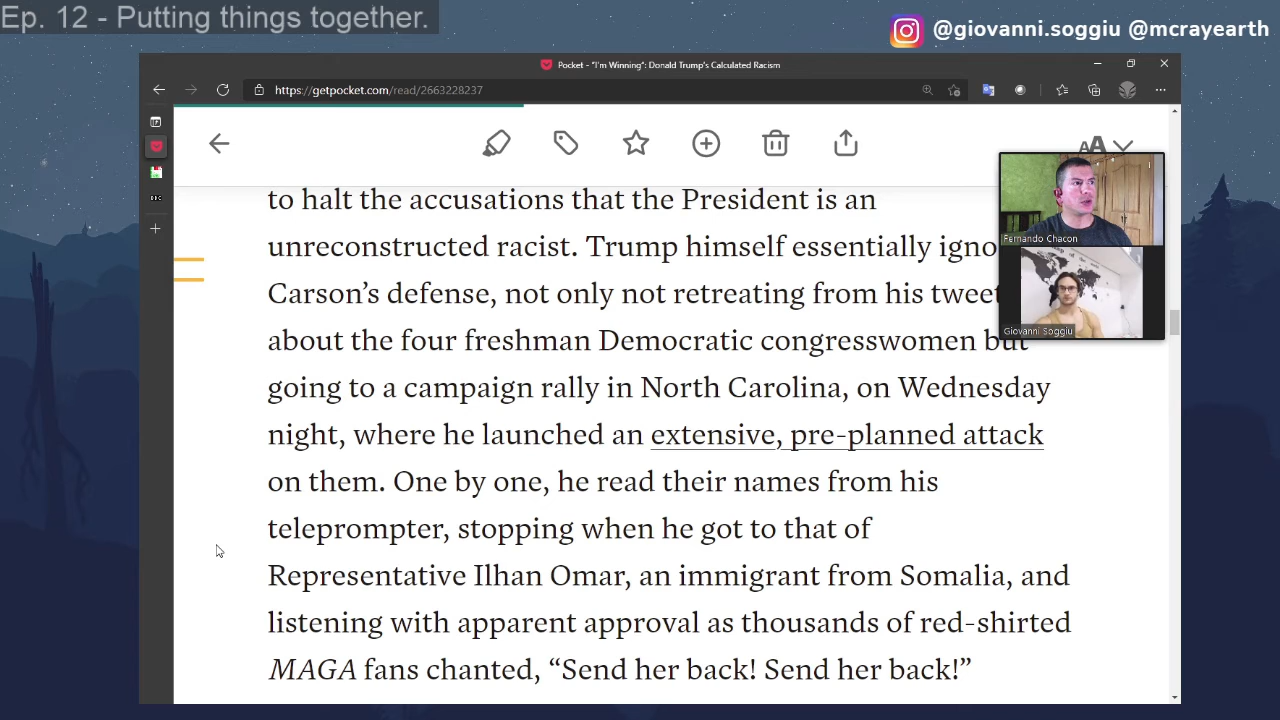 Ep. 12 - Putting things together.
@giovanni.soggiu @mcrayearth
Pocket - “I'm Winning”: Donald Trump's Calculated Racism
https://getpocket.com/read/2663228237
AA
to halt the accusations that the President is an
unreconstructed racist. Trump himself essentially igno
Carson’s defense, not only not retreating from his tweet
about the four freshman Democratic congresswomen but
going to a campaign rally in North Carolina, on Wednesday
night, where he launched an extensive, pre-planned attack
on them. One by one, he read their names from his
teleprompter, stopping when he got to that of
Representative Ilhan Omar, an immigrant from Somalia, and
listening with apparent approval as thousands of red-shirted
MAGA fans chanted, “Send her back! Send her back!”
Fernando Chacon
Giovanni Soggiu